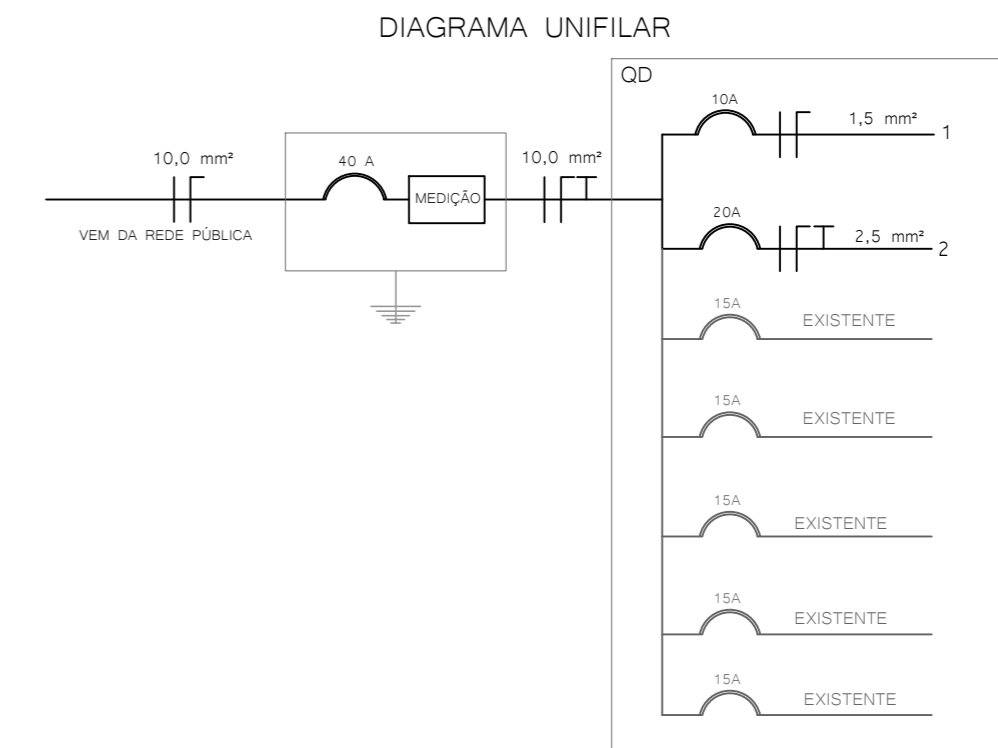 DIAGRAMA UNIFILAR
QD
10,0 mm²
VEM DA REDE PÚBLICA
40 A
MEDIÇÃO
10,0 mm²
10A
1,5 mm²
1
20A
2,5 mm²
2
15A
EXISTENTE
15A
EXISTENTE
15A
EXISTENTE
15A
EXISTENTE
15A
EXISTENTE